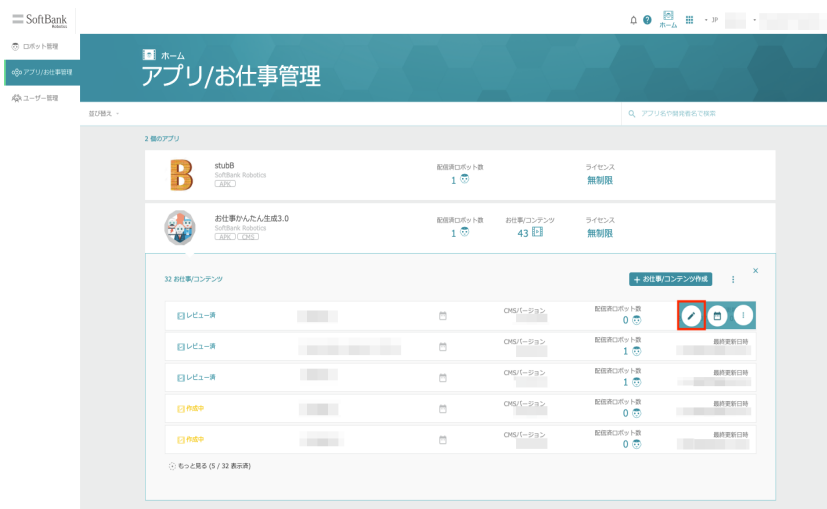 SoftBank
Robotics
ホーム
JP
ロボット管理
アプリ/お仕事管理
ユーザー管理
ホーム
アプリ/お仕事管理
並び替え
アプリ名や開発者名で検索
2 個のアプリ
stubB
SoftBank Robotics
APK
配信済ロボット数
1
ライセンス
無制限
お仕事かんたん生成3.0
SoftBank Robotics
APK CMS
配信済ロボット数
1
お仕事/コンテンツ
43
ライセンス
無制限
32 お仕事/コンテンツ
+ お仕事/コンテンツ作成
×
レビュー済
CMSバージョン
配信済ロボット数
0
レビュー済
CMSバージョン
配信済ロボット数
1
最終更新日時
レビュー済
CMSバージョン
配信済ロボット数
1
最終更新日時
作成中
CMSバージョン
配信済ロボット数
0
最終更新日時
作成中
CMSバージョン
配信済ロボット数
0
最終更新日時
もっと見る (5 / 32 表示済)